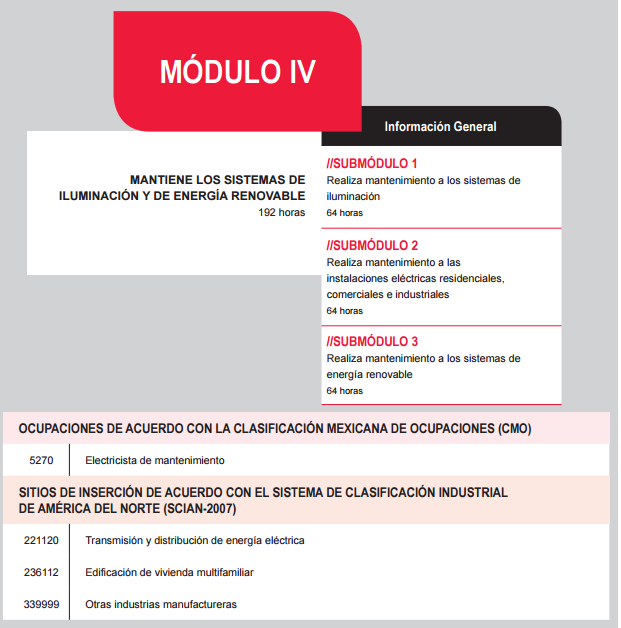 MÓDULO IV
Información General
MANTIENE LOS SISTEMAS DE
ILUMINACIÓN Y DE ENERGÍA RENOVABLE
192 horas
//SUBMÓDULO 1
Realiza mantenimiento a los sistemas de
iluminación
64 horas
//SUBMÓDULO 2
Realiza mantenimiento a las
instalaciones eléctricas residenciales,
comerciales e industriales
64 horas
//SUBMÓDULO 3
Realiza mantenimiento a los sistemas de
energía renovable
64 horas
OCUPACIONES DE ACUERDO CON LA CLASIFICACIÓN MEXICANA DE OCUPACIONES (CMO)
5270 Electricista de mantenimiento
SITIOS DE INSERCIÓN DE ACUERDO CON EL SISTEMA DE CLASIFICACIÓN INDUSTRIAL
DE AMÉRICA DEL NORTE (SCIAN-2007)
221120 Transmisión y distribución de energía eléctrica
236112 Edificación de vivienda multifamiliar
339999 Otras industrias manufactureras